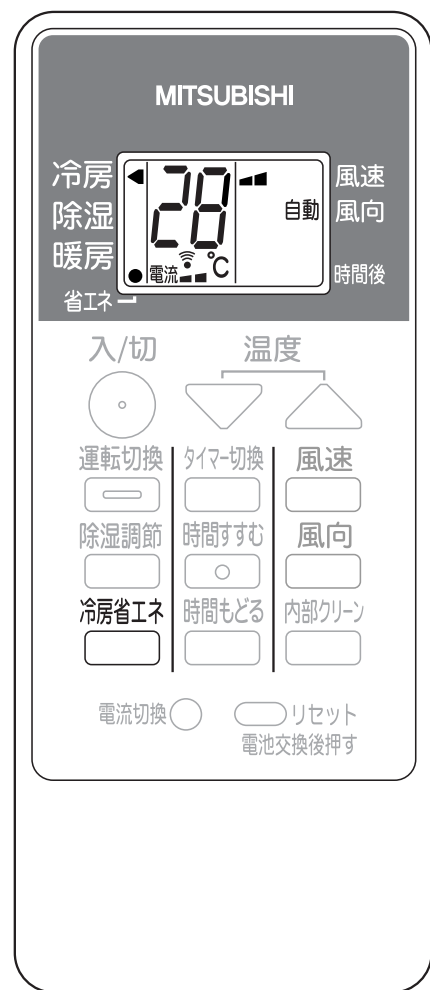 MITSUBISHI
冷房 28 風速
除湿 自動 風向
暖房 電流 ℃ 時間後
省エネ
入/切 温度
運転切換 タイマー切換 風速
除湿調節 時間すすむ 風向
冷房省エネ 時間もどる 内部クリーン
電流切換 リセット
電池交換後押す